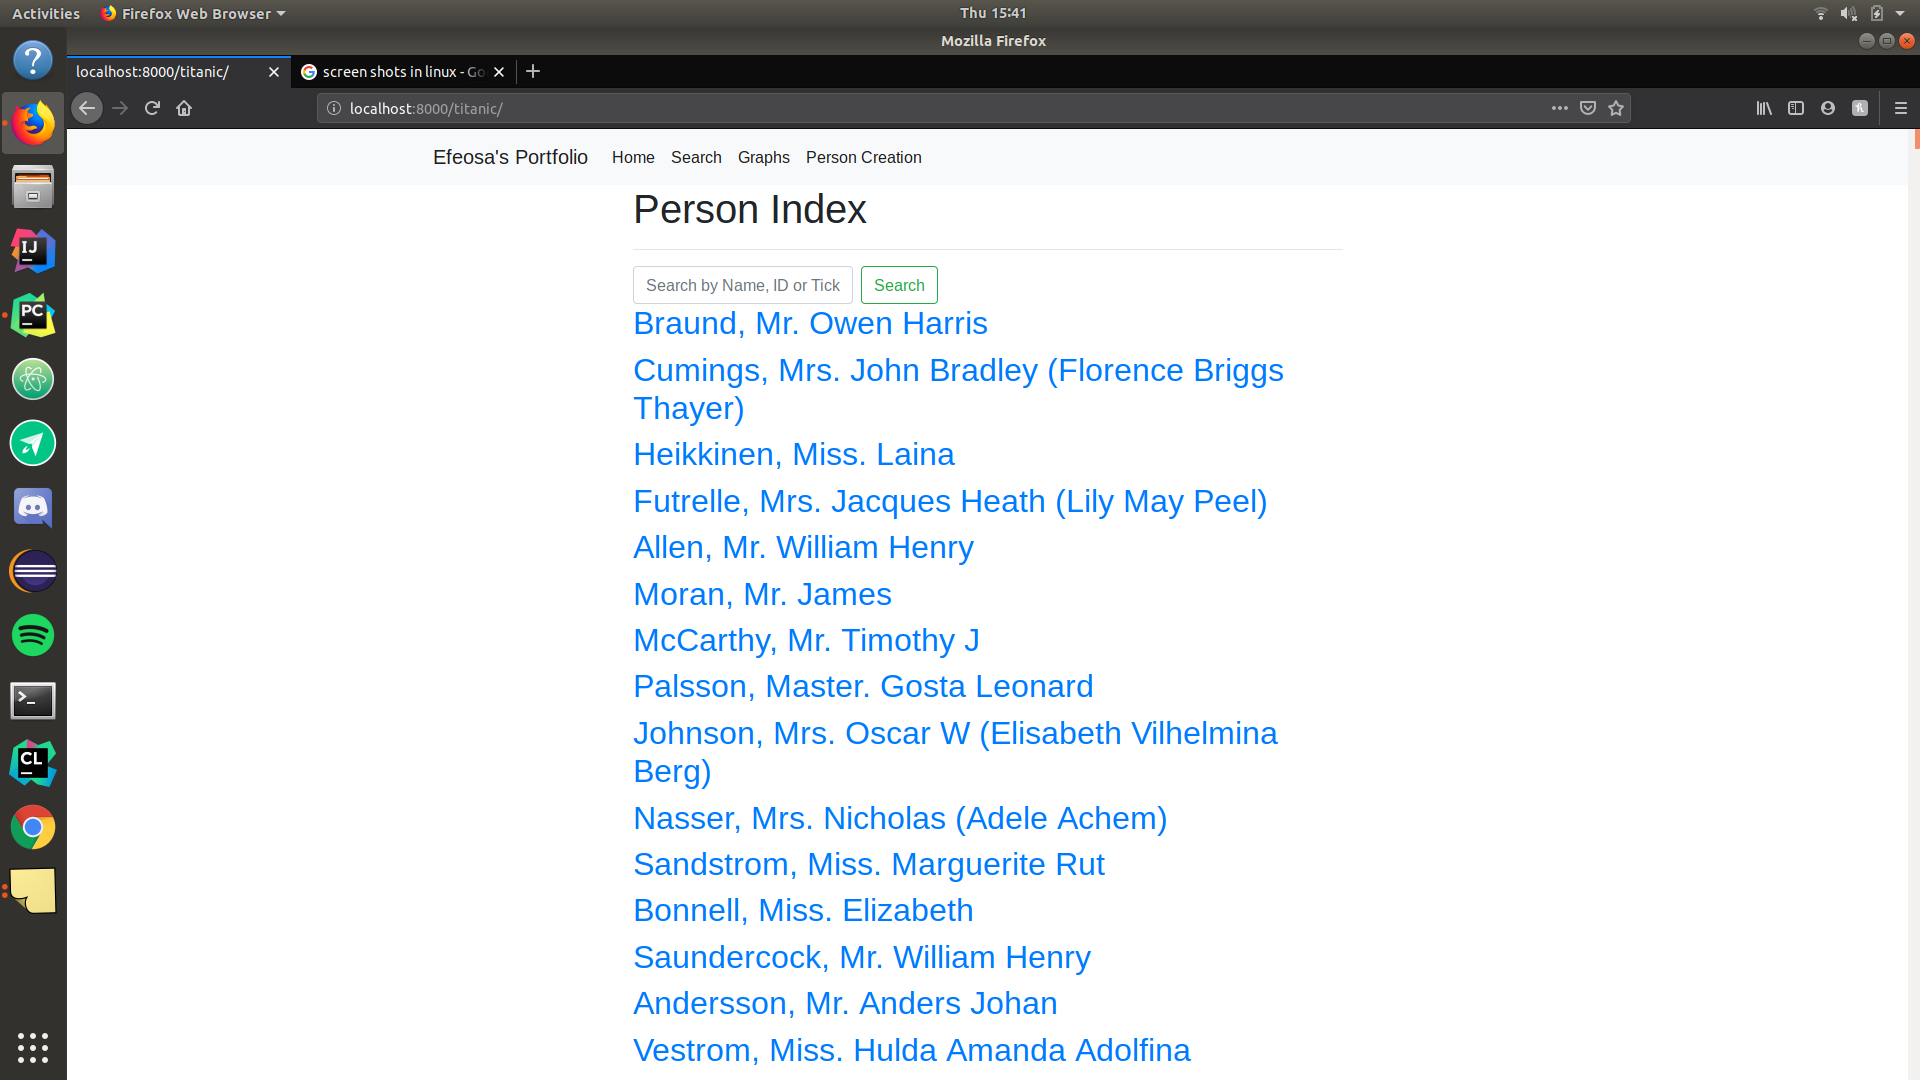 Activities Firefox Web Browser Thu 15:41
Mozilla Firefox
localhost:8000/titanic/ screen shots in linux - Go
localhost:8000/titanic/
Efeosa's Portfolio Home Search Graphs Person Creation
Person Index
Search by Name, ID or Tick Search
Braund, Mr. Owen Harris
Cumings, Mrs. John Bradley (Florence Briggs
Thayer)
Heikkinen, Miss. Laina
Futrelle, Mrs. Jacques Heath (Lily May Peel)
Allen, Mr. William Henry
Moran, Mr. James
McCarthy, Mr. Timothy J
Palsson, Master. Gosta Leonard
Johnson, Mrs. Oscar W (Elisabeth Vilhelmina
Berg)
Nasser, Mrs. Nicholas (Adele Achem)
Sandstrom, Miss. Marguerite Rut
Bonnell, Miss. Elizabeth
Saundercock, Mr. William Henry
Andersson, Mr. Anders Johan
Vestrom, Miss. Hulda Amanda Adolfina
IJ
PC
CL